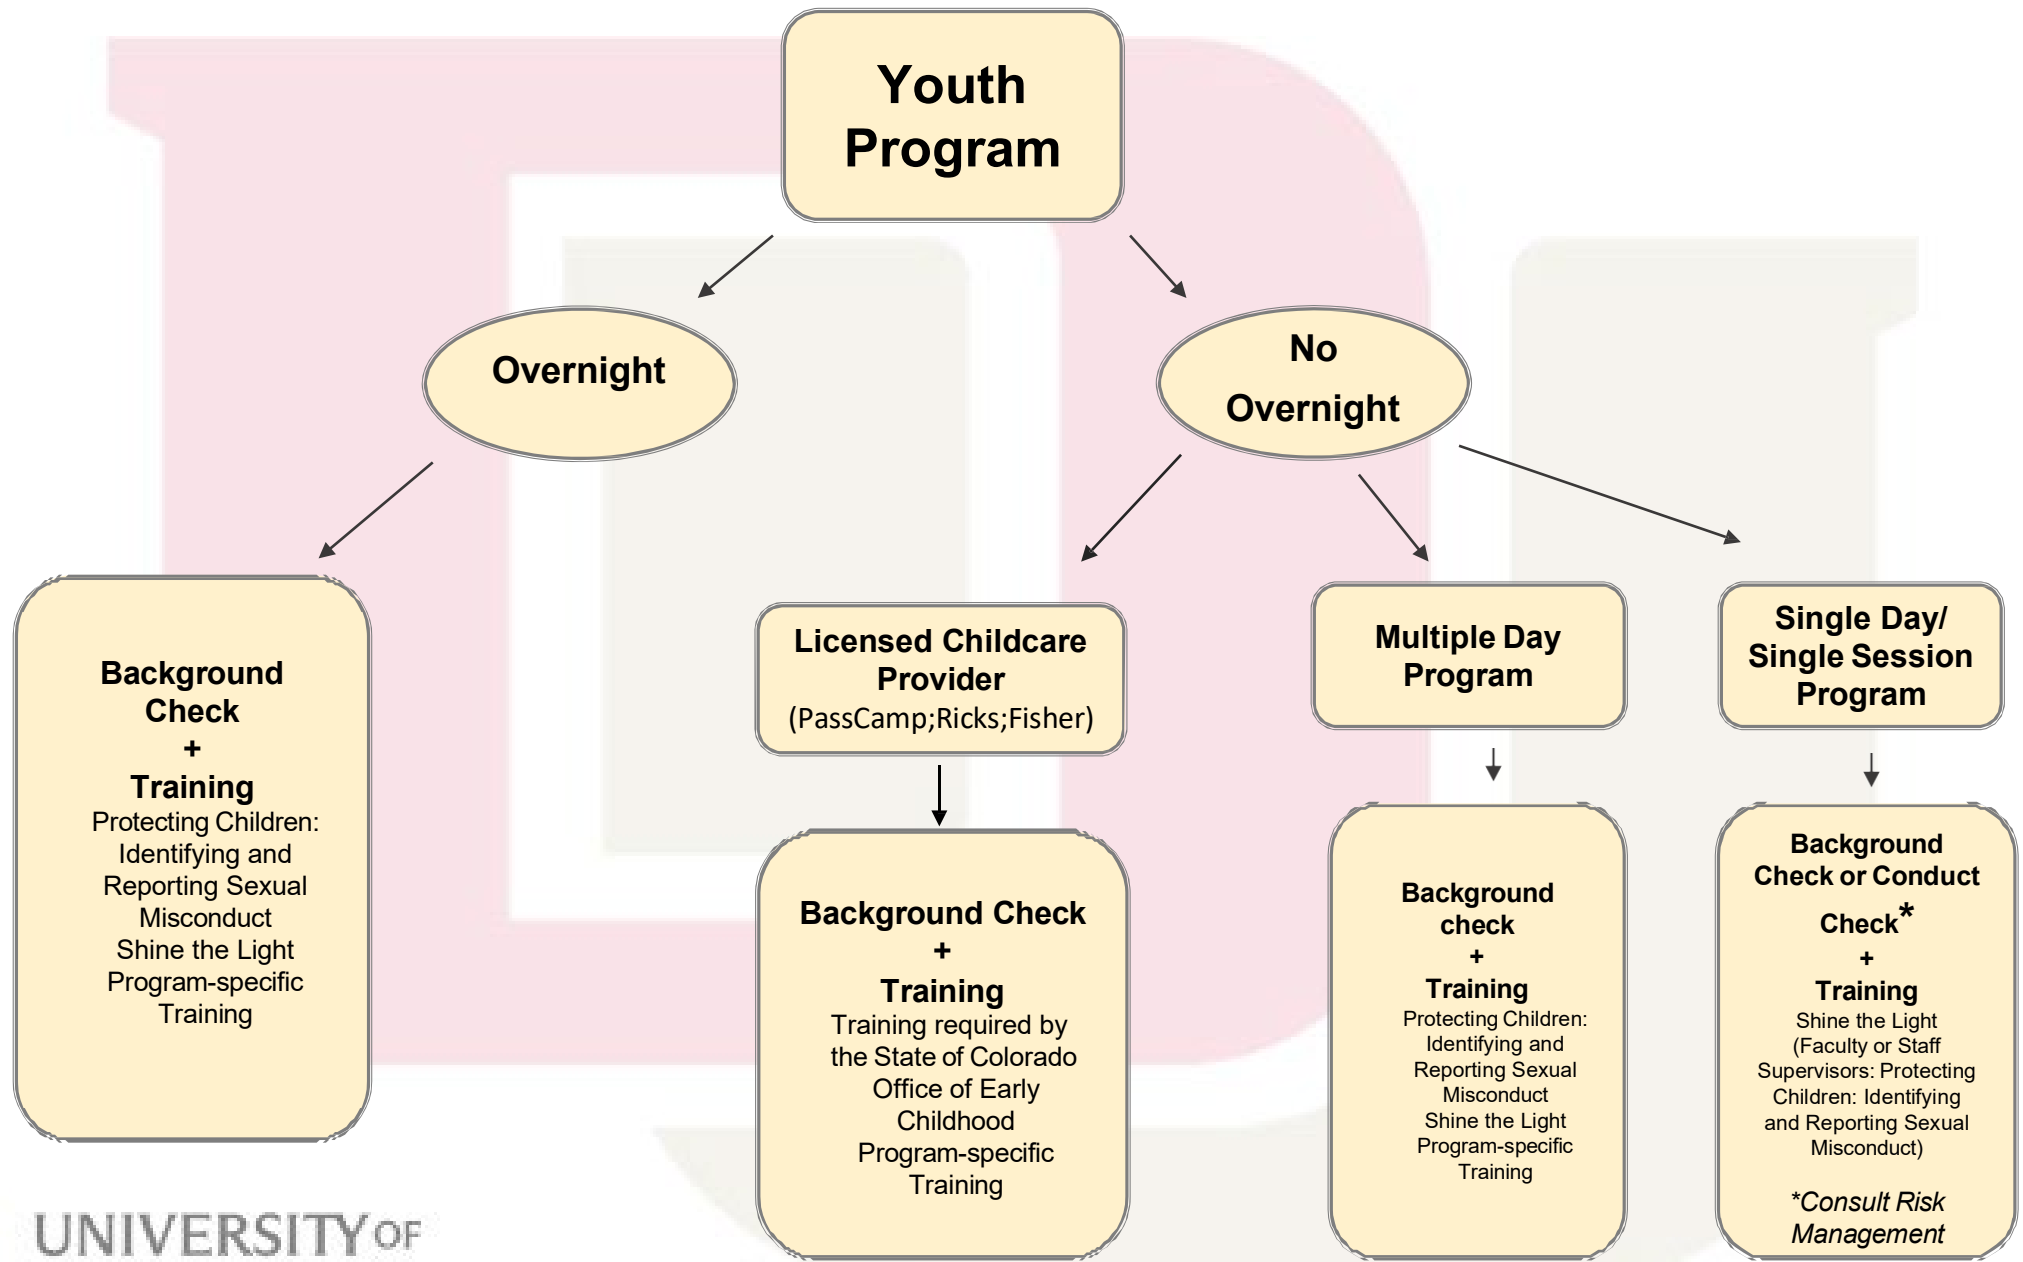 Youth
Program
Overnight
No
Overnight
Background
Check
+
Training
Protecting Children:
Identifying and
Reporting Sexual
Misconduct
Shine the Light
Program-specific
Training
Licensed Childcare
Provider
(PassCamp;Ricks;Fisher)
Background Check
+
Training
Training required by
the State of Colorado
Office of Early
Childhood
Program-specific
Training
Multiple Day
Program
Background
check
+
Training
Protecting Children:
Identifying and
Reporting Sexual
Misconduct
Shine the Light
Program-specific
Training
Single Day/
Single Session
Program
Background
Check or Conduct
Check*
+
Training
Shine the Light
(Faculty or Staff
Supervisors: Protecting
Children: Identifying
and Reporting Sexual
Misconduct)
*Consult Risk
Management
UNIVERSITY OF